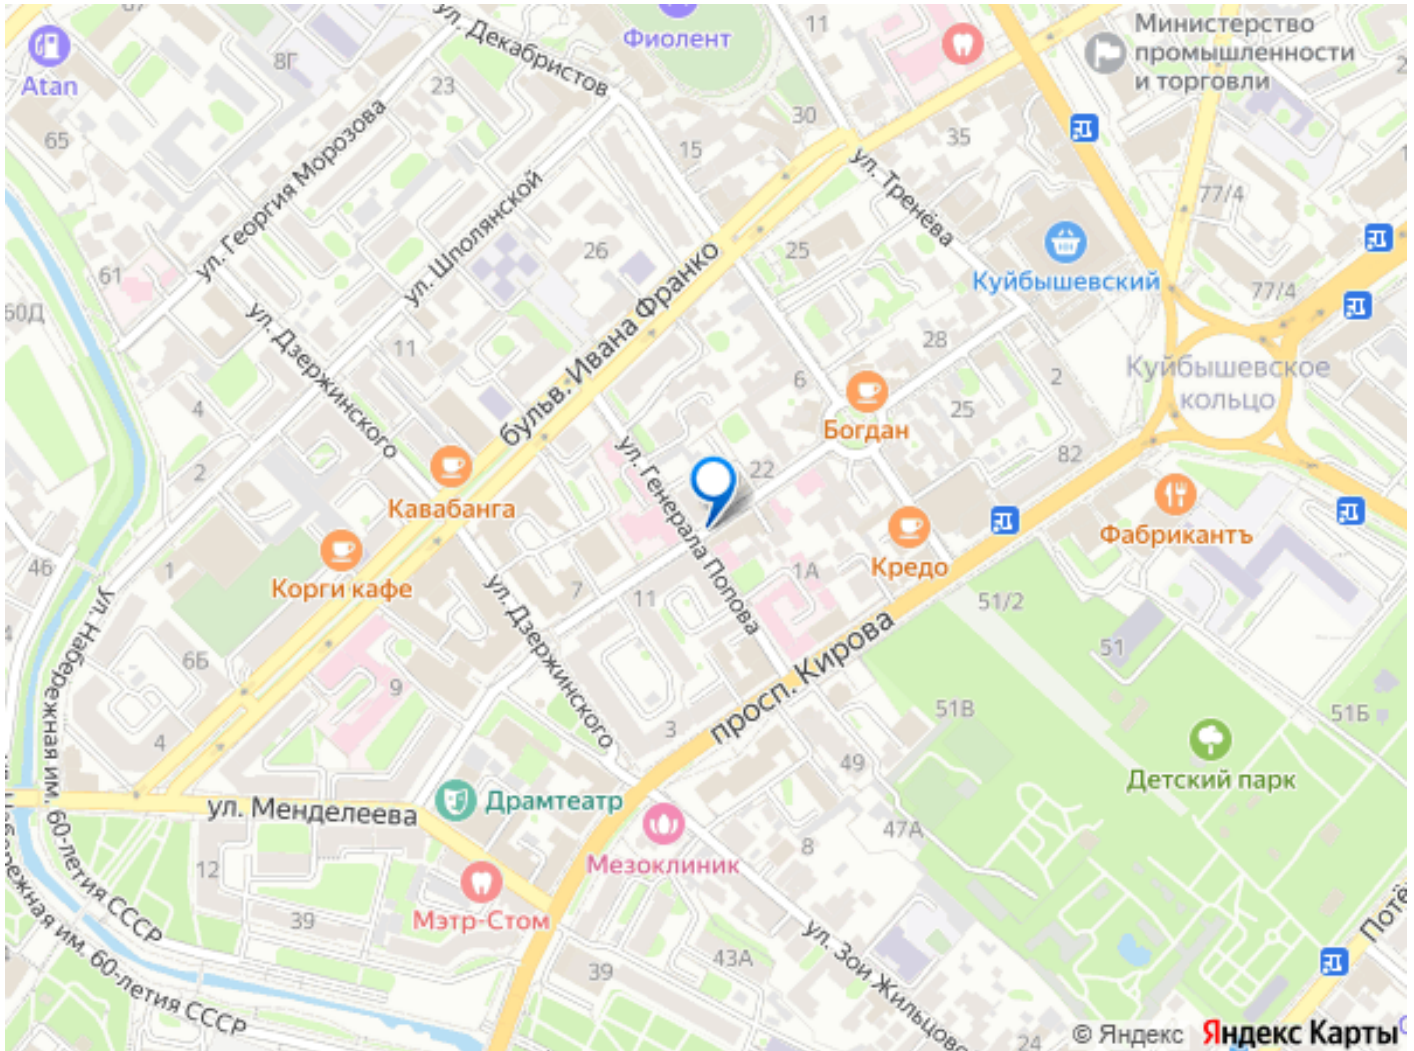 ул. Декабристов
Фиолент
11
Министерство
промышленности
и торговли
Atan
8Г
23
65
30
35
15
ул. Георгия Морозова
ул. Тренёва
77/4
ул. Шполянской
26
25
61
60Д
Куйбышевский
77/4
ул. Дзержинского
11
бульв. Ивана Франко
28
6
2
Куйбышевское
кольцо
4
25
Богдан
82
2
ул. Генерала Попова
22
Кавабанга
Фабрикантъ
46
1
Корги кафе
7
11
1А
Кредо
51/2
ул. Набережная им. 60-летия СССР
ул. Дзержинского
просп. Кирова
51
6Б
9
51В
51Б
4
3
49
Детский парк
ул. Менделеева
Драмтеатр
47А
Мезоклиник
8
12
Мэтр-Стом
39
ул. Зои Жильцово
Потё
43А
39
бережная им. 60-летия СССР
24
© Яндекс Яндекс Карты